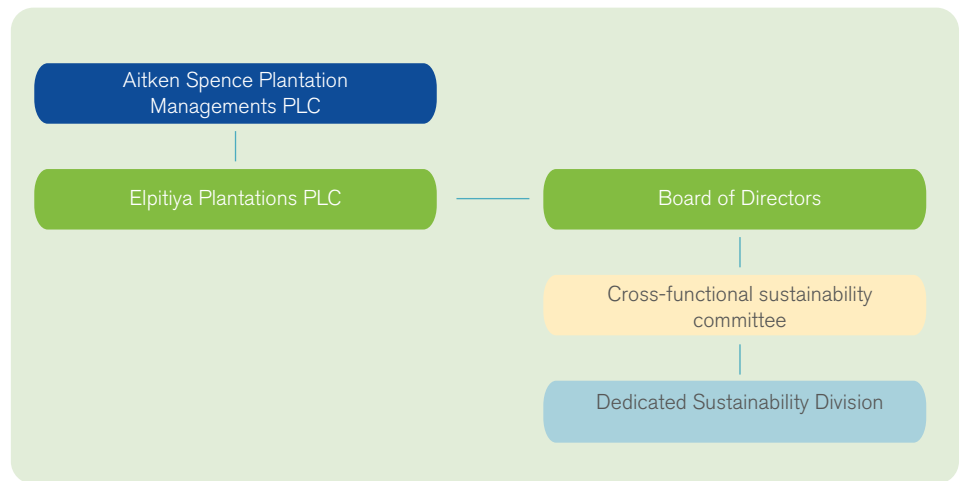 Aitken Spence Plantation
Managements PLC
Elpitiya Plantations PLC
Board of Directors
Cross-functional sustainability
committee
Dedicated Sustainability Division